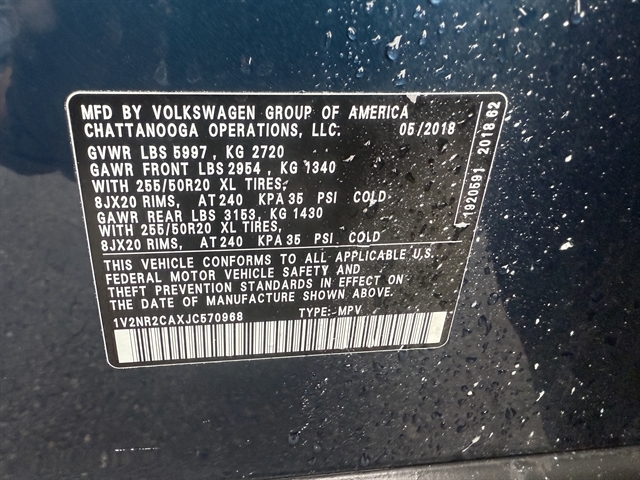 MFD BY VOLKSWAGEN GROUP OF AMERICA
CHATTANOOGA OPERATIONS, LLC. 05/2018
GVWR LBS 5997 , KG 2720
GAWR FRONT LBS 2954 , KG 1340
WITH 255/50R20 XL TIRES,
8JX20 RIMS, AT 240 KPA 35 PSI COLD
GAWR REAR LBS 3153, KG 1430
WITH 255/50R20 XL TIRES,
8JX20 RIMS, AT 240 KPA 35 PSI COLD
THIS VEHICLE CONFORMS TO ALL APPLICABLE U.S.
FEDERAL MOTOR VEHICLE SAFETY AND
THEFT PREVENTION STANDARDS IN EFFECT ON
THE DATE OF MANUFACTURE SHOWN ABOVE.
1V2NR2CAXJC570968 TYPE: MPV
1920591 2018 62